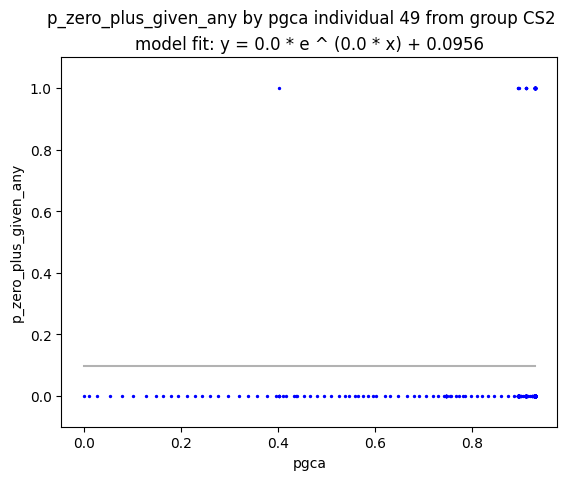 p_zero_plus_given_any by pgca individual 49 from group CS2
model fit: y = 0.0 * e ^ (0.0 * x) + 0.0956
1.0
0.8
0.6
0.4
0.2
0.0
p_zero_plus_given_any
0.0 0.2 0.4 0.6 0.8
pgca